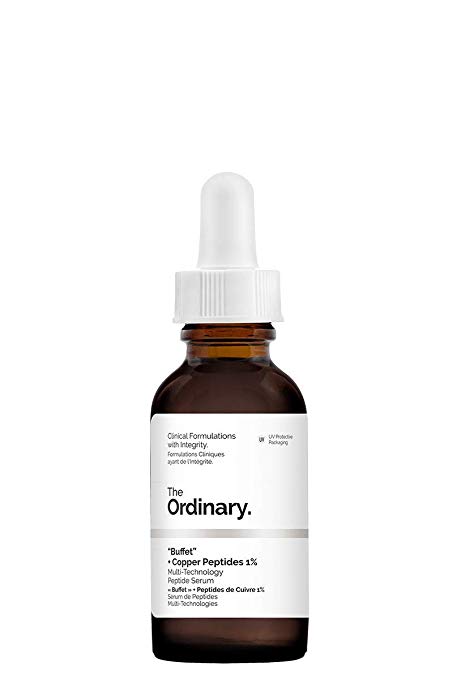 Clinical Formulations
with Integrity.
Formulations Cliniques
ayant de l'intégrité.
UV
UV Protective
Packaging
The
Ordinary.
"Buffet"
+ Copper Peptides 1%
Multi-Technology
Peptide Serum
« Buffet » + Peptides de Cuivre 1%
Sérum de Peptides
Multi-Technologies